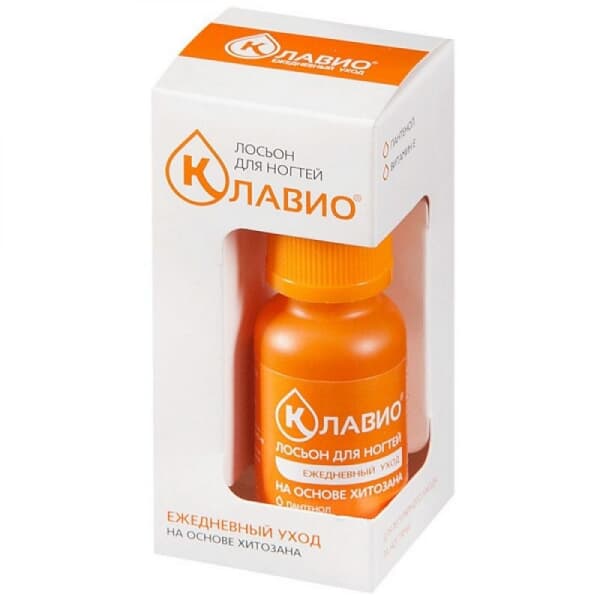 КЛАВИО®
ЕЖЕДНЕВНЫЙ УХОД
ЛОСЬОН
ДЛЯ НОГТЕЙ
КЛАВИО®
ПАНТЕНОЛ
ВИТАМИН Е
КЛАВИО®
ЛОСЬОН ДЛЯ НОГТЕЙ
ЕЖЕДНЕВНЫЙ УХОД
НА ОСНОВЕ ХИТОЗАНА
ПАНТЕНОЛ
ЕЖЕДНЕВНЫЙ УХОД
НА ОСНОВЕ ХИТОЗАНА